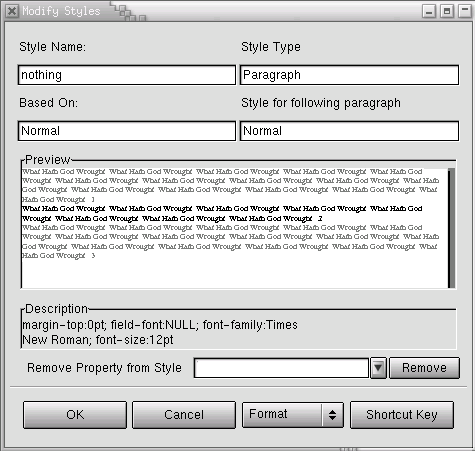 Modify Styles
Style Name:
Style Type
nothing
Paragraph
Based On:
Style for following paragraph
Normal
Normal
Preview
What Hath God Wrought What Hath God Wrought What Hath God Wrought What Hath God Wrought What Hath God
Wrought What Hath God Wrought What Hath God Wrought What Hath God Wrought What Hath God Wrought What Hath
God Wrought What Hath God Wrought What Hath God Wrought What Hath God Wrought What Hath God Wrought What
Hath God Wrought 1
What Hath God Wrought What Hath God Wrought What Hath God Wrought What Hath God Wrought What Hath God
Wrought What Hath God Wrought What Hath God Wrought What Hath God Wrought 2
What Hath God Wrought What Hath God Wrought What Hath God Wrought What Hath God Wrought What Hath God
Wrought What Hath God Wrought What Hath God Wrought What Hath God Wrought What Hath God Wrought What Hath
God Wrought What Hath God Wrought What Hath God Wrought What Hath God Wrought What Hath God Wrought What
Hath God Wrought 3
Description
margin-top:0pt; field-font:NULL; font-family:Times
New Roman; font-size:12pt
Remove Property from Style
Remove
OK
Cancel
Format
Shortcut Key